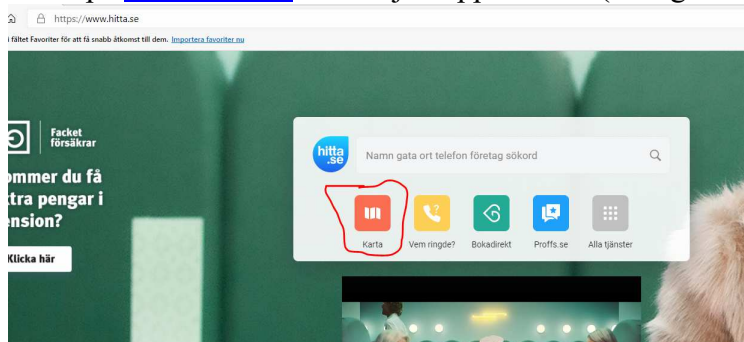 https://www.hitta.se
i fältet Favoriter för att få snabb åtkomst till dem. Importera favoriter nu
Facket
försäkrar
ommer du få
tra pengar i
ension?
Klicka här
hitta
.se
Namn gata ort telefon företag sökord
Karta
Vem ringde?
Bokadirekt
Proffs.se
Alla tjänster